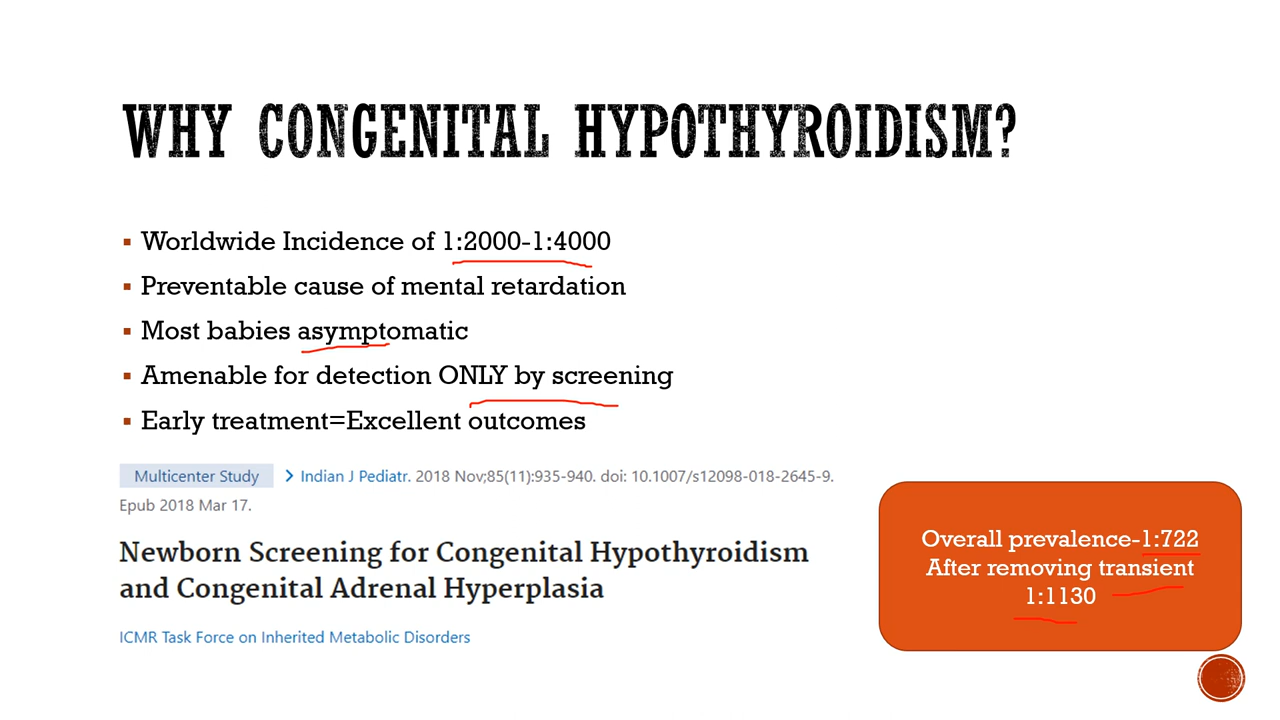 WHY CONGENITAL HYPOTHYROIDISM?
Worldwide Incidence of 1:2000-1:4000
Preventable cause of mental retardation
Most babies asymptomatic
Amenable for detection ONLY by screening
Early treatment=Excellent outcomes
Multicenter Study > Indian J Pediatr. 2018 Nov;85(11):935-940. doi: 10.1007/s12098-018-2645-9.
Epub 2018 Mar 17.
Newborn Screening for Congenital Hypothyroidism
and Congenital Adrenal Hyperplasia
ICMR Task Force on Inherited Metabolic Disorders
Overall prevalence-1:722
After removing transient
1:1130